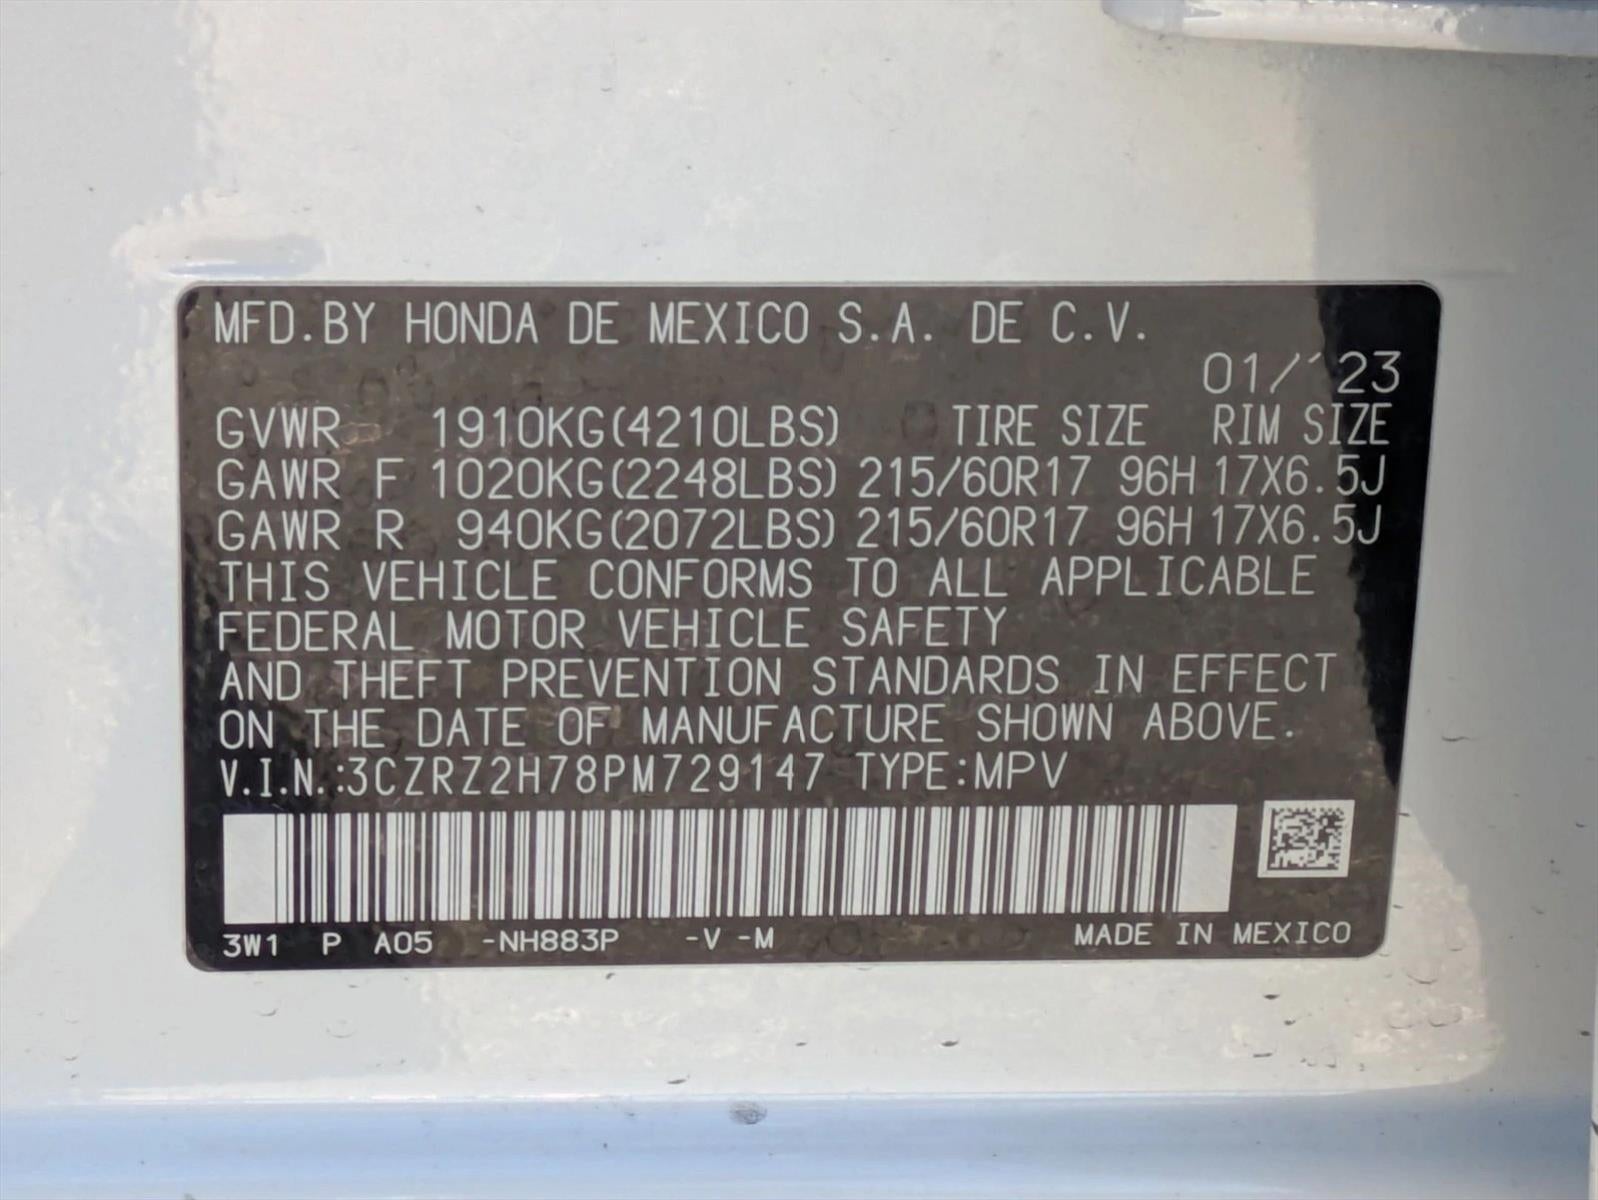 MFD.BY HONDA DE MEXICO S.A. DE C.V.
01/'23
GVWR 1910KG(4210LBS) TIRE SIZE RIM SIZE
GAWR F 1020KG(2248LBS) 215/60R17 96H 17X6.5J
GAWR R 940KG(2072LBS) 215/60R17 96H 17X6.5J
THIS VEHICLE CONFORMS TO ALL APPLICABLE
FEDERAL MOTOR VEHICLE SAFETY
AND THEFT PREVENTION STANDARDS IN EFFECT
ON THE DATE OF MANUFACTURE SHOWN ABOVE.
V.I.N.:3CZRZ2H78PM729147 TYPE:MPV
3W1 P A05 -NH883P -V -M MADE IN MEXICO